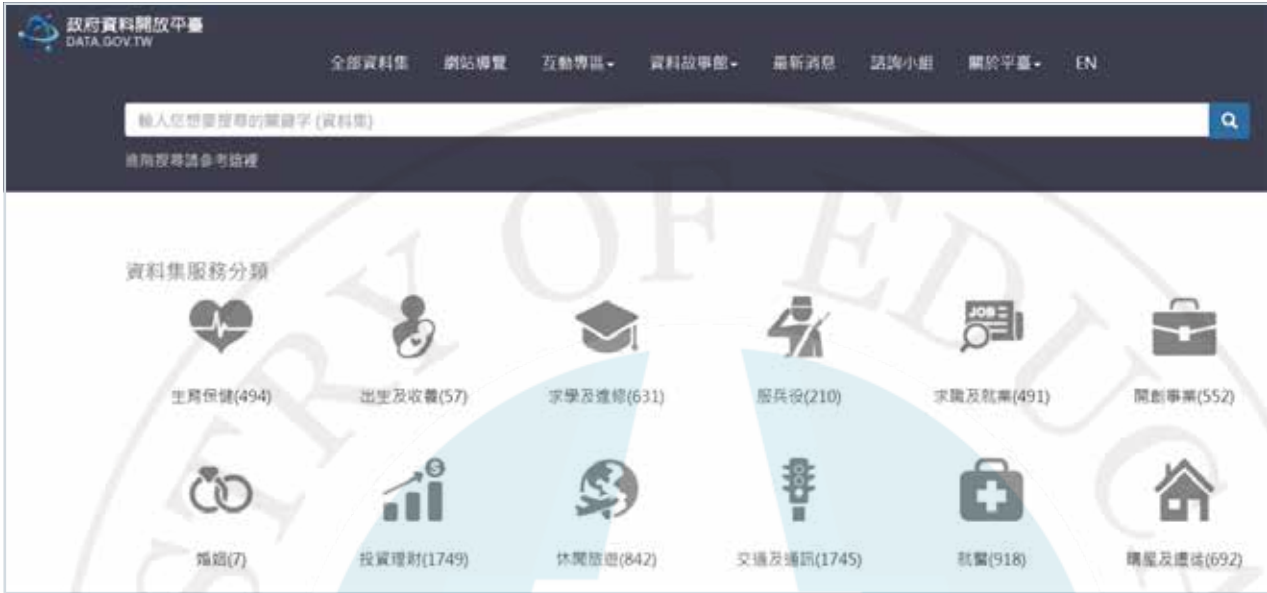 政府資料開放平臺
DATA.GOV.TW
全部資料集 網站導覽 互動專區 資料故事館 最新消息 諮詢小組 關於平臺 EN
輸入您想要搜尋的關鍵字 (資料集)
進階搜尋請參考這裡
STRY OF EDUCA
資料集服務分類
JOB
生育保健(494) 出生及收養(57) 求學及進修(631) 服兵役(210) 求職及就業(491) 開創事業(552)
婚姻(7) 投資理財(1749) 休閒旅遊(842) 交通及通訊(1745) 就醫(918) 購屋及遷徙(692)